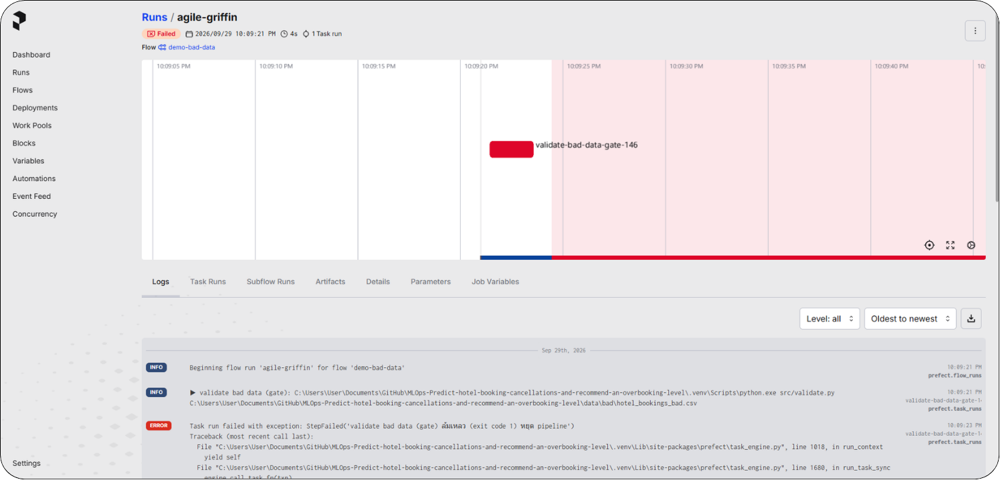 Runs / agile-griffin
Failed 2026/09/29 10:09:21 PM 4s 1 Task run
Flow demo-bad-data
Dashboard
Runs
Flows
Deployments
Work Pools
Blocks
Variables
Automations
Event Feed
Concurrency
Settings
10:09:05 PM 10:09:10 PM 10:09:15 PM 10:09:20 PM 10:09:25 PM 10:09:30 PM 10:09:35 PM 10:09:40 PM 10:
validate-bad-data-gate-146
Logs Task Runs Subflow Runs Artifacts Details Parameters Job Variables
Level: all Oldest to newest
Sep 29th, 2026
INFO Beginning flow run 'agile-griffin' for flow 'demo-bad-data' 10:09:21 PM
prefect.flow_runs
INFO ▶ validate bad data (gate): C:\Users\User\Documents\GitHub\MLOps-Predict-hotel-booking-cancellations-and-recommend-an-overbooking-level\.venv\Scripts\python.exe src/validate.py 10:09:21 PM
C:\Users\User\Documents\GitHub\MLOps-Predict-hotel-booking-cancellations-and-recommend-an-overbooking-level\data\bad\hotel_bookings_bad.csv validate-bad-data-gate-1
prefect.task_runs
ERROR Task run failed with exception: StepFailed('validate bad data (gate) ล้มเหลว (exit code 1) หยุด pipeline') 10:09:23 PM
Traceback (most recent call last): validate-bad-data-gate-1
prefect.task_runs
File "C:\Users\User\Documents\GitHub\MLOps-Predict-hotel-booking-cancellations-and-recommend-an-overbooking-level\.venv\Lib\site-packages\prefect\task_engine.py", line 1018, in run_context
yield self
File "C:\Users\User\Documents\GitHub\MLOps-Predict-hotel-booking-cancellations-and-recommend-an-overbooking-level\.venv\Lib\site-packages\prefect\task_engine.py", line 1680, in run_task_sync
engine.call_task_fn(txn)